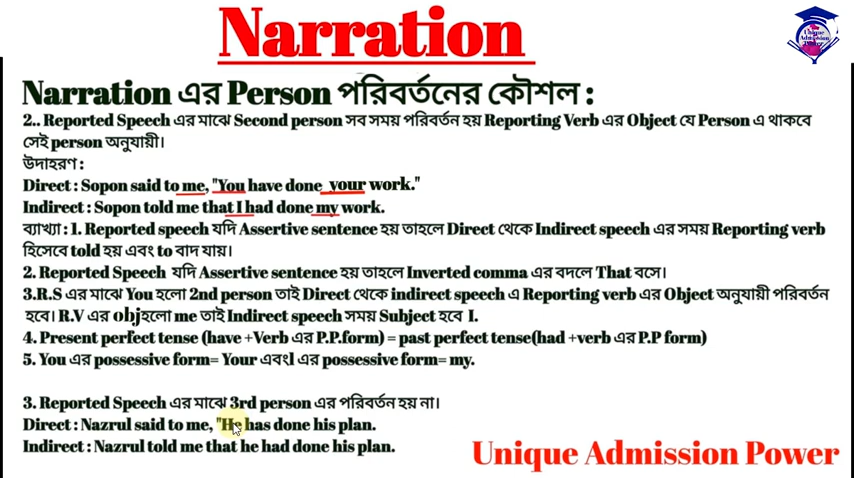 Narration
Unique
Admission
Power
Narration এর Person পরিবর্তনের কৌশল :
2.. Reported Speech এর মাঝে Second person সব সময় পরিবর্তন হয় Reporting Verb এর Object যে Person এ থাকবে
সেই person অনুযায়ী।
উদাহরণ :
Direct : Sopon said to me, "You have done your work."
Indirect : Sopon told me that I had done my work.
ব্যাখ্যা : 1. Reported speech যদি Assertive sentence হয় তাহলে Direct থেকে Indirect speech এর সময় Reporting verb
হিসেবে told হয় এবং to বাদ যায়।
2. Reported Speech যদি Assertive sentence হয় তাহলে Inverted comma এর বদলে That বসে।
3.R.S এর মাঝে You হলো 2nd person তাই Direct থেকে indirect speech এ Reporting verb এর Object অনুযায়ী পরিবর্তন
হবে। R.V এর objহলো me তাই Indirect speech সময় Subject হবে I.
4. Present perfect tense (have +Verb এর P.P.form) = past perfect tense(had +verb এর P.P form)
5. You এর possessive form= Your এবংI এর possessive form= my.
3. Reported Speech এর মাঝে 3rd person এর পরিবর্তন হয় না।
Direct : Nazrul said to me, "He has done his plan.
Indirect : Nazrul told me that he had done his plan.
Unique Admission Power